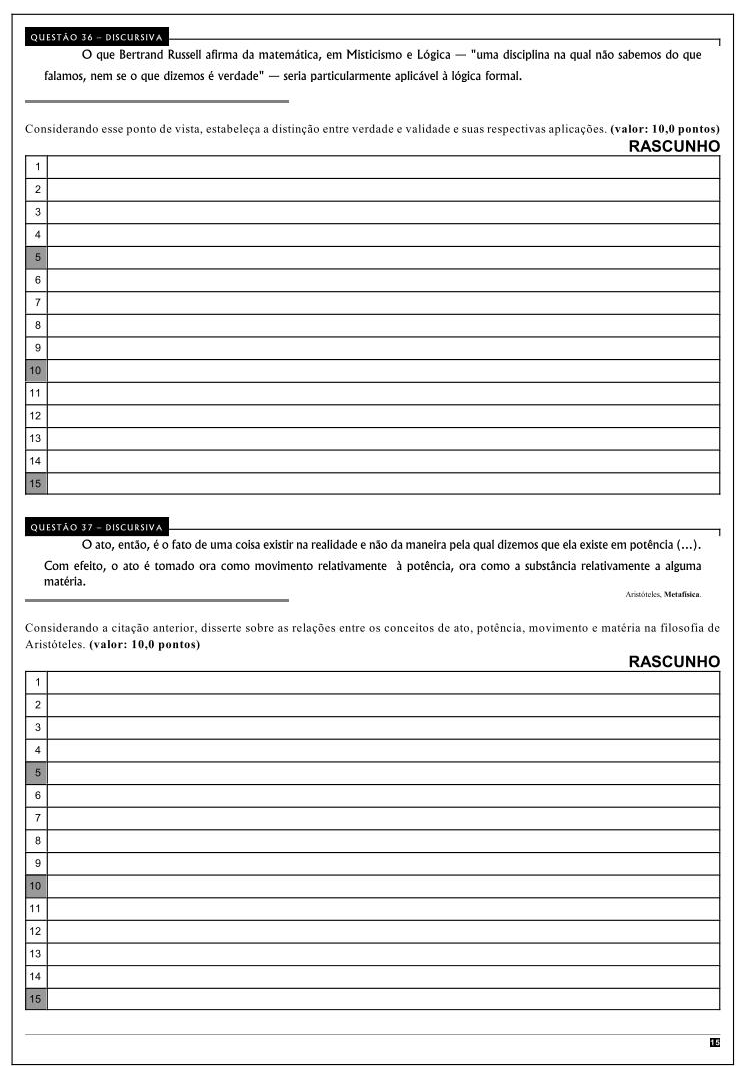 QUESTÃO 36 – DISCURSIVA
O que Bertrand Russell afirma da matemática, em Misticismo e Lógica — "uma disciplina na qual não sabemos do que
falamos, nem se o que dizemos é verdade" — seria particularmente aplicável à lógica formal.
Considerando esse ponto de vista, estabeleça a distinção entre verdade e validade e suas respectivas aplicações. (valor: 10,0 pontos)
RASCUNHO
1
2
3
4
5
6
7
8
9
10
11
12
13
14
15
QUESTÃO 37 – DISCURSIVA
O ato, então, é o fato de uma coisa existir na realidade e não da maneira pela qual dizemos que ela existe em potência (...).
Com efeito, o ato é tomado ora como movimento relativamente à potência, ora como a substância relativamente a alguma
matéria.
Aristóteles, Metafísica.
Considerando a citação anterior, disserte sobre as relações entre os conceitos de ato, potência, movimento e matéria na filosofia de
Aristóteles. (valor: 10,0 pontos)
RASCUNHO
1
2
3
4
5
6
7
8
9
10
11
12
13
14
15
15